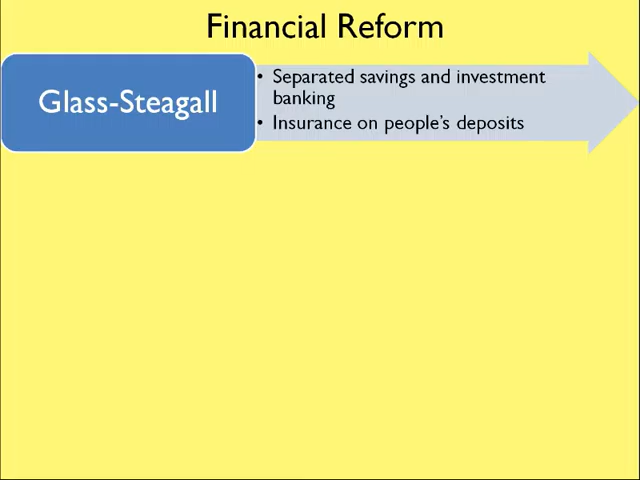 Financial Reform
Glass-Steagall
• Separated savings and investment
banking
• Insurance on people's deposits